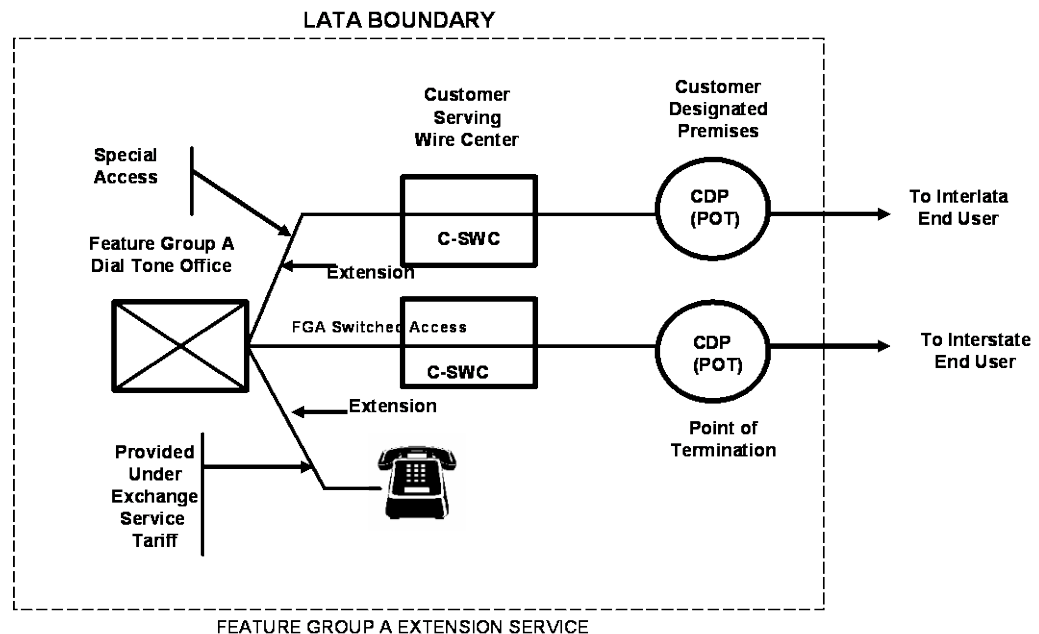 LATA BOUNDARY
Customer
Serving
Wire Center
Customer
Designated
Premises
Special
Access
CDP
(POT)
To Interlata
End User
C-SWC
Feature Group A
Dial Tone Office
Extension
FGA Switched Access
CDP
(POT)
To Interstate
End User
C-SWC
Extension
Point of
Termination
Provided
Under
Exchange
Service
Tariff
FEATURE GROUP A EXTENSION SERVICE